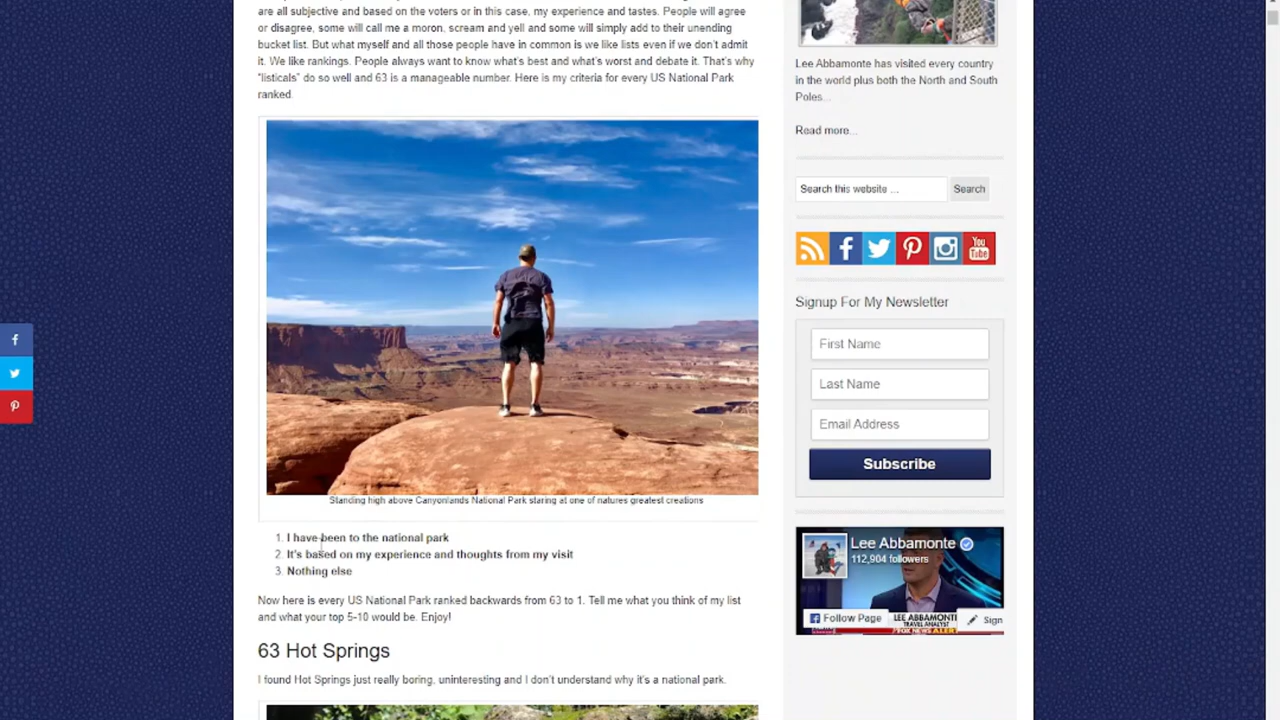 are all subjective and based on the voters or in this case, my experience and tastes. People will agree
or disagree, some will call me a moron, scream and yell and some will simply add to their unending
bucket list. But what myself and all those people have in common is we like lists even if we don't admit
it. We like rankings. People always want to know what's best and what's worst and debate it. That's why
"listicals" do so well and 63 is a manageable number. Here is my criteria for every US National Park
ranked.
Standing high above Canyonlands National Park staring at one of natures greatest creations
1. I have been to the national park
2. It's based on my experience and thoughts from my visit
3. Nothing else
Now here is every US National Park ranked backwards from 63 to 1. Tell me what you think of my list
and what your top 5-10 would be. Enjoy!
63 Hot Springs
I found Hot Springs just really boring, uninteresting and I don't understand why it's a national park.
Lee Abbamonte has visited every country
in the world plus both the North and South
Poles...
Read more...
Search this website ...
Search
You
Tube
Signup For My Newsletter
First Name
Last Name
Email Address
Subscribe
Lee Abbamonte
112,904 followers
Follow Page
LEE ABBAMONTE
Sign
TRAVEL ANALYST
FOX NEWS ALERT